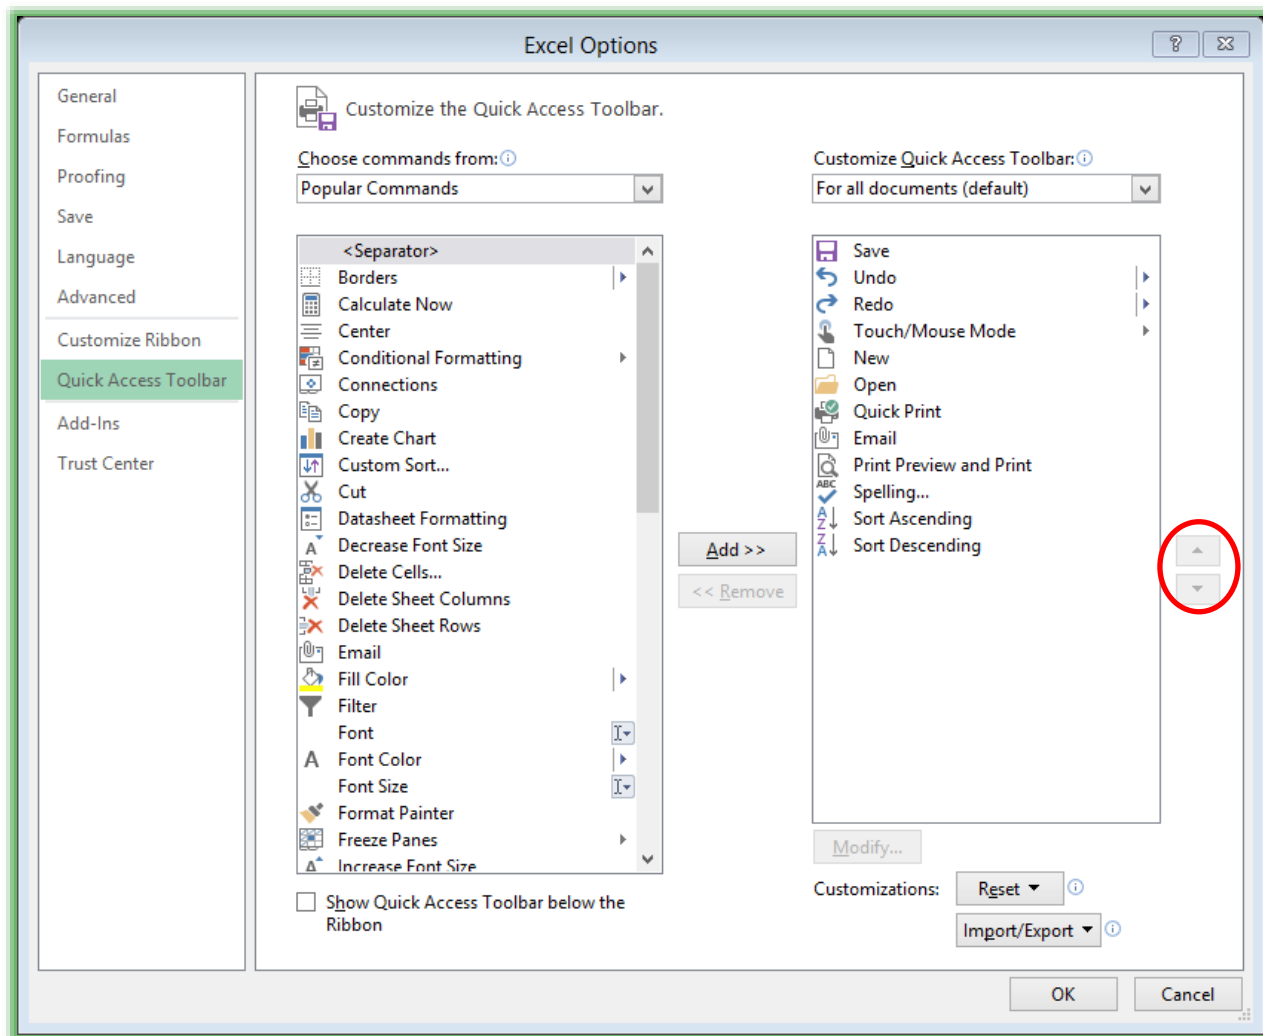 Excel Options
General
Formulas
Proofing
Save
Language
Advanced
Customize Ribbon
Quick Access Toolbar
Add-Ins
Trust Center
Customize the Quick Access Toolbar.
Choose commands from:
Popular Commands
<Separator>
Borders
Calculate Now
Center
Conditional Formatting
Connections
Copy
Create Chart
Custom Sort...
Cut
Datasheet Formatting
Decrease Font Size
Delete Cells...
Delete Sheet Columns
Delete Sheet Rows
Email
Fill Color
Filter
Font
Font Color
Font Size
Format Painter
Freeze Panes
Increase Font Size
Show Quick Access Toolbar below the
Ribbon
Add >>
<< Remove
Customize Quick Access Toolbar:
For all documents (default)
Save
Undo
Redo
Touch/Mouse Mode
New
Open
Quick Print
Email
Print Preview and Print
Spelling...
Sort Ascending
Sort Descending
Modify...
Customizations:
Reset
Import/Export
OK
Cancel